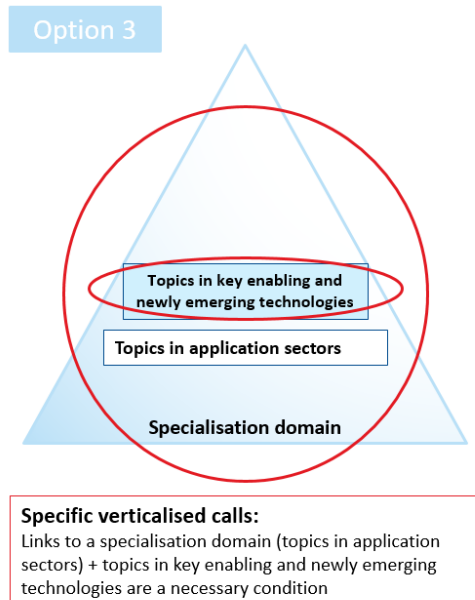 Option 3
Topics in key enabling and
newly emerging technologies
Topics in application sectors
Specialisation domain
Specific verticalised calls:
Links to a specialisation domain (topics in application
sectors) + topics in key enabling and newly emerging
technologies are a necessary condition